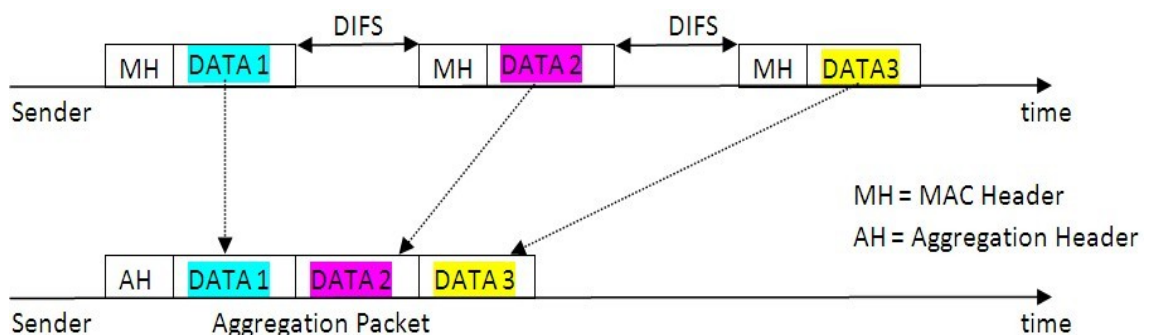 DIFS DIFS
MH DATA 1 MH DATA 2 MH DATA3
Sender time
MH = MAC Header
AH = Aggregation Header
AH DATA 1 DATA 2 DATA 3
Sender Aggregation Packet time